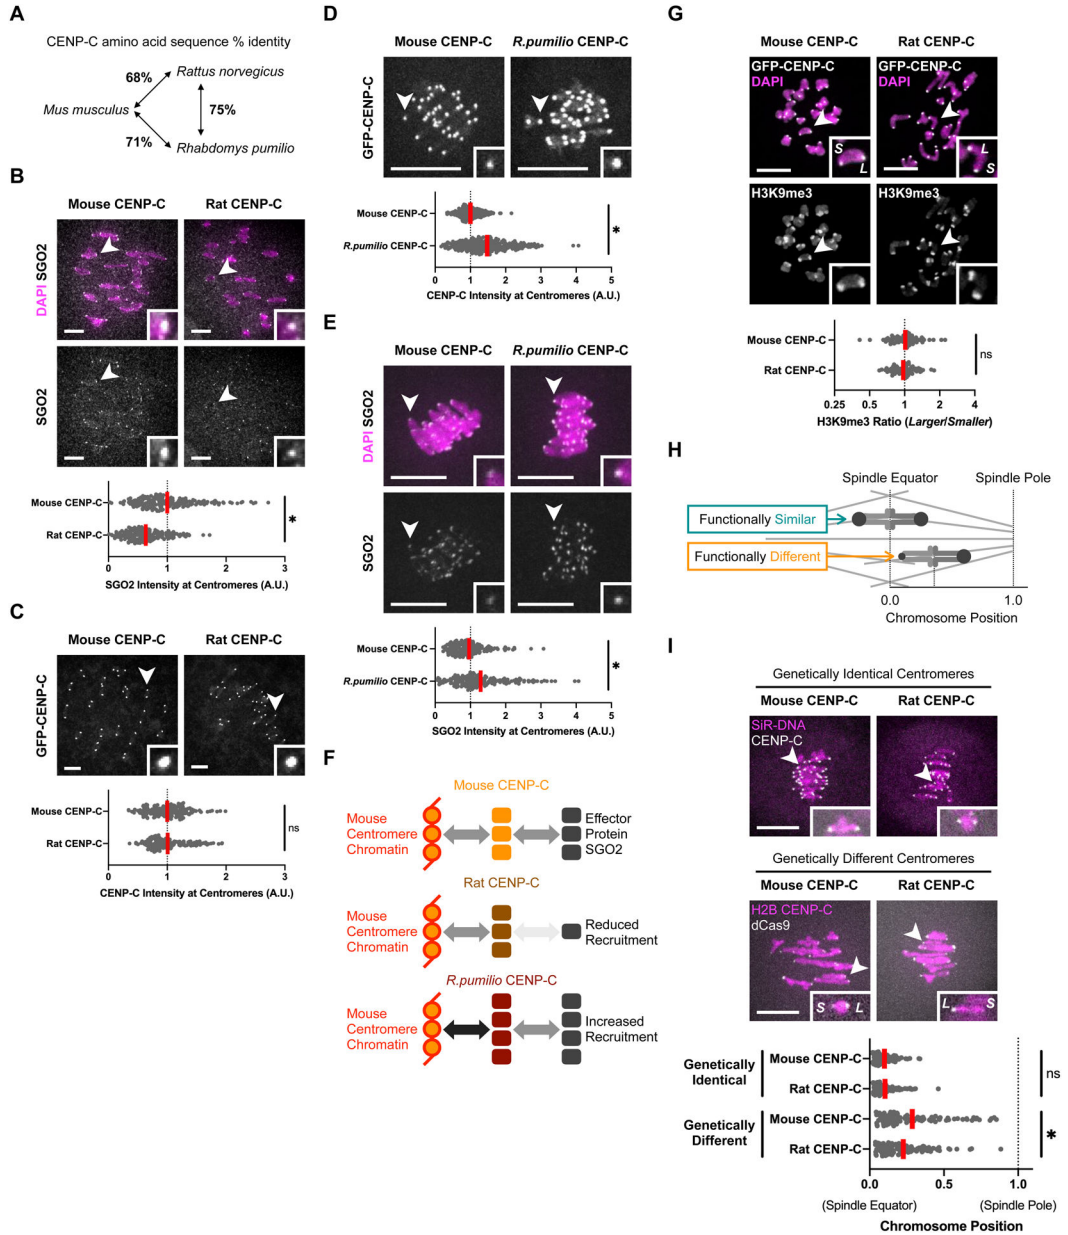 A
CENP-C amino acid sequence % identity
68%
Rattus norvegicus
Mus musculus
75%
71%
Rhabdomys pumilio
B
Mouse CENP-C
Rat CENP-C
DAPI SGO2
SGO2
Mouse CENP-C
Rat CENP-C
*
0 1 2 3
SGO2 Intensity at Centromeres (A.U.)
C
Mouse CENP-C
Rat CENP-C
GFP-CENP-C
Mouse CENP-C
Rat CENP-C
ns
0 1 2 3
CENP-C Intensity at Centromeres (A.U.)
D
Mouse CENP-C
R.pumilio CENP-C
GFP-CENP-C
Mouse CENP-C
R.pumilio CENP-C
*
0 1 2 3 4 5
CENP-C Intensity at Centromeres (A.U.)
E
Mouse CENP-C
R.pumilio CENP-C
DAPI SGO2
SGO2
Mouse CENP-C
R.pumilio CENP-C
*
0 1 2 3 4 5
SGO2 Intensity at Centromeres (A.U.)
F
Mouse CENP-C
Mouse
Centromere
Chromatin
Effector
Protein
SGO2
Rat CENP-C
Mouse
Centromere
Chromatin
Reduced
Recruitment
R.pumilio CENP-C
Mouse
Centromere
Chromatin
Increased
Recruitment
G
Mouse CENP-C
Rat CENP-C
GFP-CENP-C
DAPI
S
L
GFP-CENP-C
DAPI
L
S
H3K9me3
H3K9me3
Mouse CENP-C
Rat CENP-C
ns
0.25 0.5 1 2 4
H3K9me3 Ratio (Larger/Smaller)
H
Spindle Equator
Spindle Pole
Functionally Similar
Functionally Different
0.0
1.0
Chromosome Position
I
Genetically Identical Centromeres
Mouse CENP-C
Rat CENP-C
SiR-DNA
CENP-C
Genetically Different Centromeres
Mouse CENP-C
Rat CENP-C
H2B CENP-C
dCas9
S
L
L
S
Genetically
Identical
Mouse CENP-C
Rat CENP-C
ns
Genetically
Different
Mouse CENP-C
Rat CENP-C
*
0.0 0.5 1.0
(Spindle Equator)
(Spindle Pole)
Chromosome Position